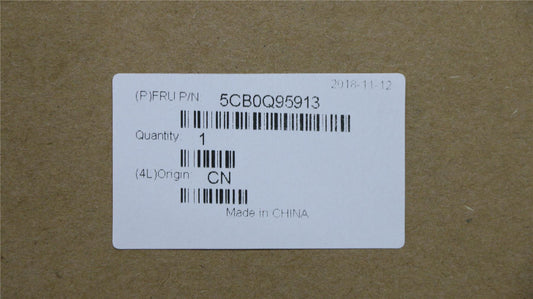 2018-11-12
(P)FRU P/N: 5CB0Q95913
Quantity: 1
(4L)Origin: CN
Made in CHINA